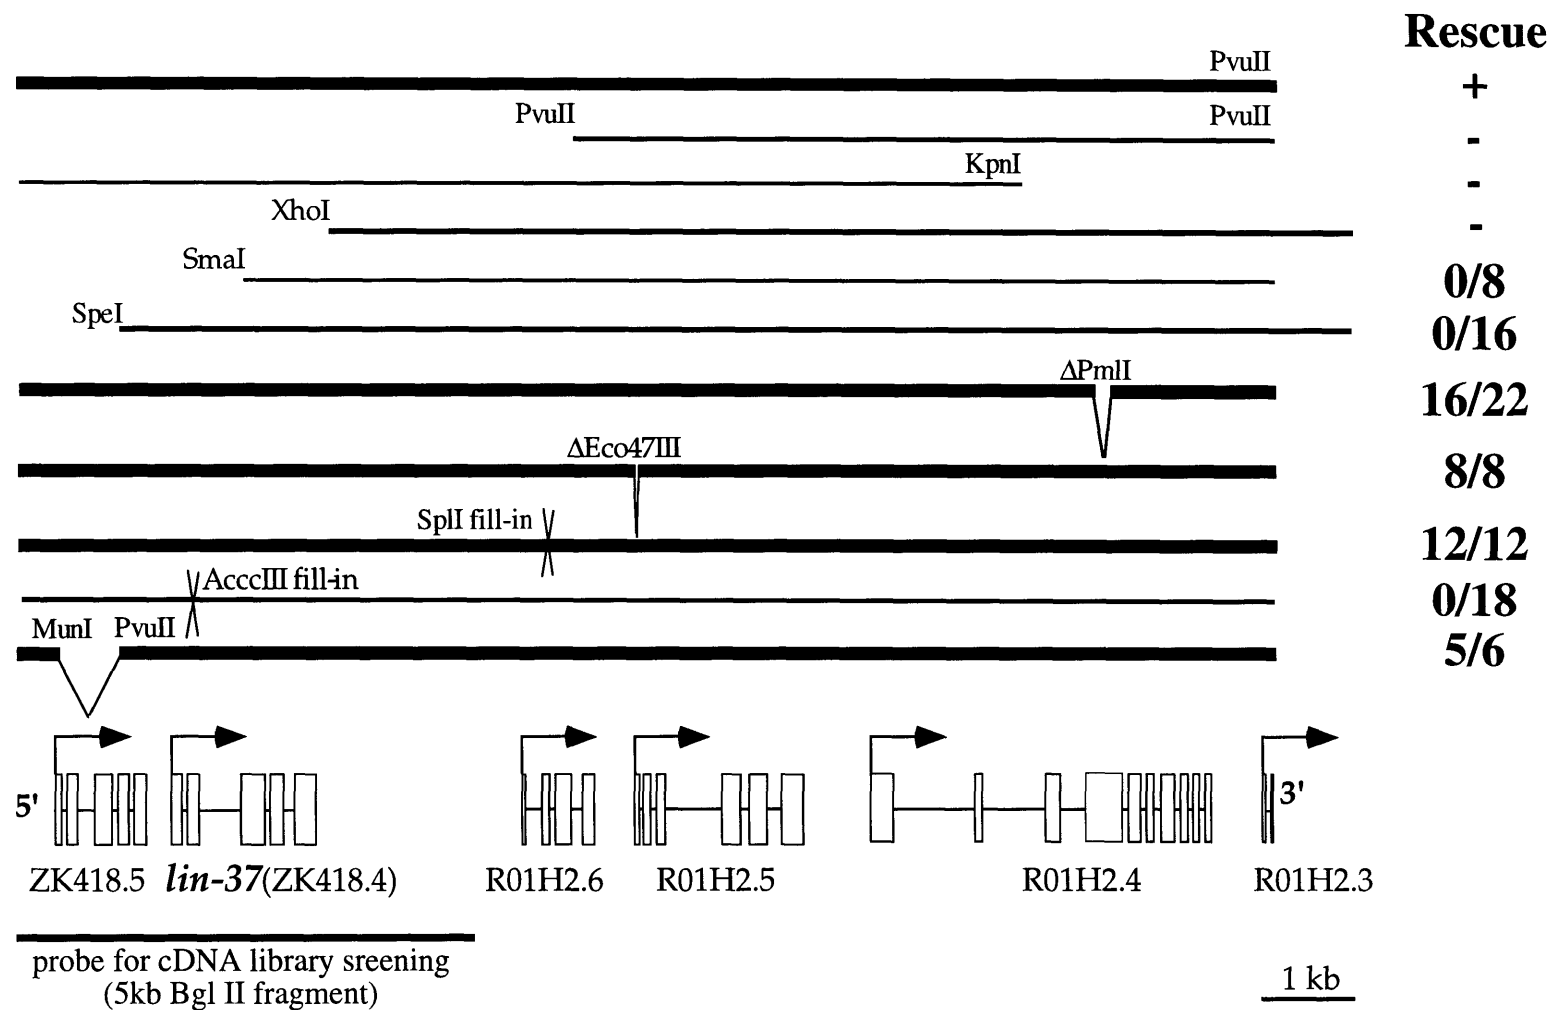 Rescue
PvuII
+
PvuII PvuII
-
KpnI
-
XhoI
-
SmaI
0/8
SpeI
0/16
ΔPmlI
16/22
ΔEco47III
8/8
SplI fill-in
12/12
AcccIII fill-in
0/18
MunI PvuII
5/6
5' 3'
ZK418.5 lin-37(ZK418.4) R01H2.6 R01H2.5 R01H2.4 R01H2.3
probe for cDNA library sreening
(5kb Bgl II fragment)
1 kb